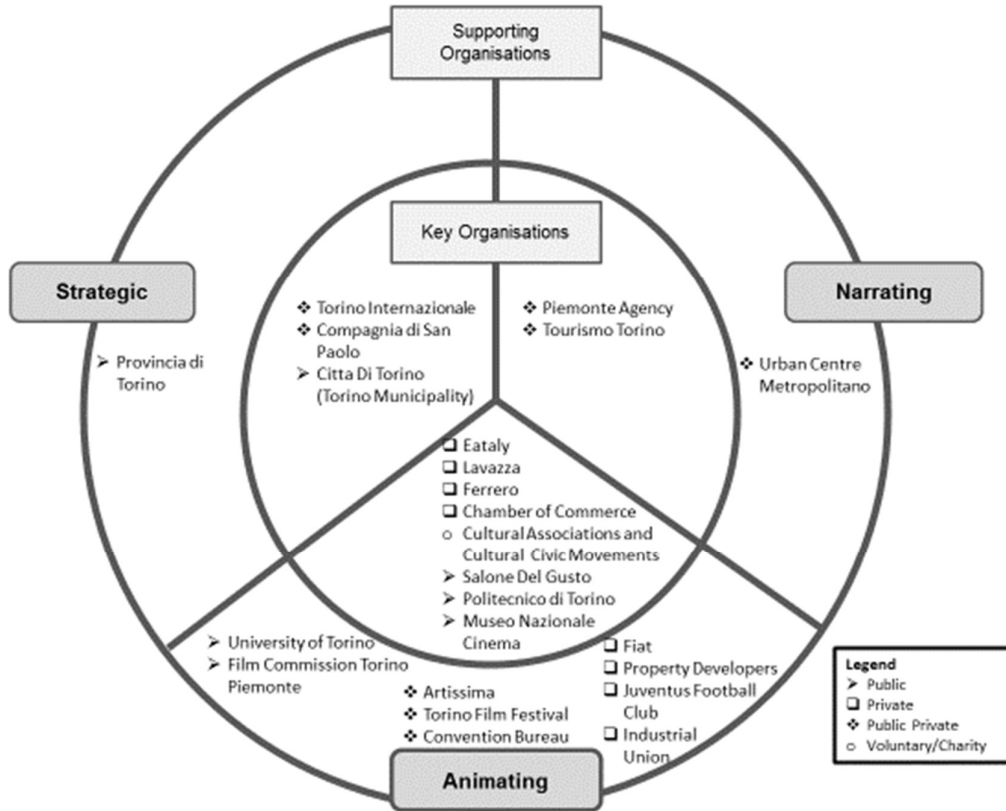 Supporting
Organisations
Key Organisations
Strategic
Narrating
❖ Torino Internazionale
❖ Compagnia di San
Paolo
➢ Citta Di Torino
(Torino Municipality)
❖ Piemonte Agency
❖ Tourismo Torino
➢ Provincia di
Torino
❖ Urban Centre
Metropolitano
❑ Eataly
❑ Lavazza
❑ Ferrero
❑ Chamber of Commerce
o Cultural Associations and
Cultural Civic Movements
➢ Salone Del Gusto
➢ Politecnico di Torino
➢ Museo Nazionale
Cinema
➢ University of Torino
➢ Film Commission Torino
Piemonte
❖ Artissima
❖ Torino Film Festival
❖ Convention Bureau
❑ Fiat
❑ Property Developers
❑ Juventus Football
Club
❑ Industrial
Union
Animating
Legend
➢ Public
❑ Private
❖ Public Private
o Voluntary/Charity